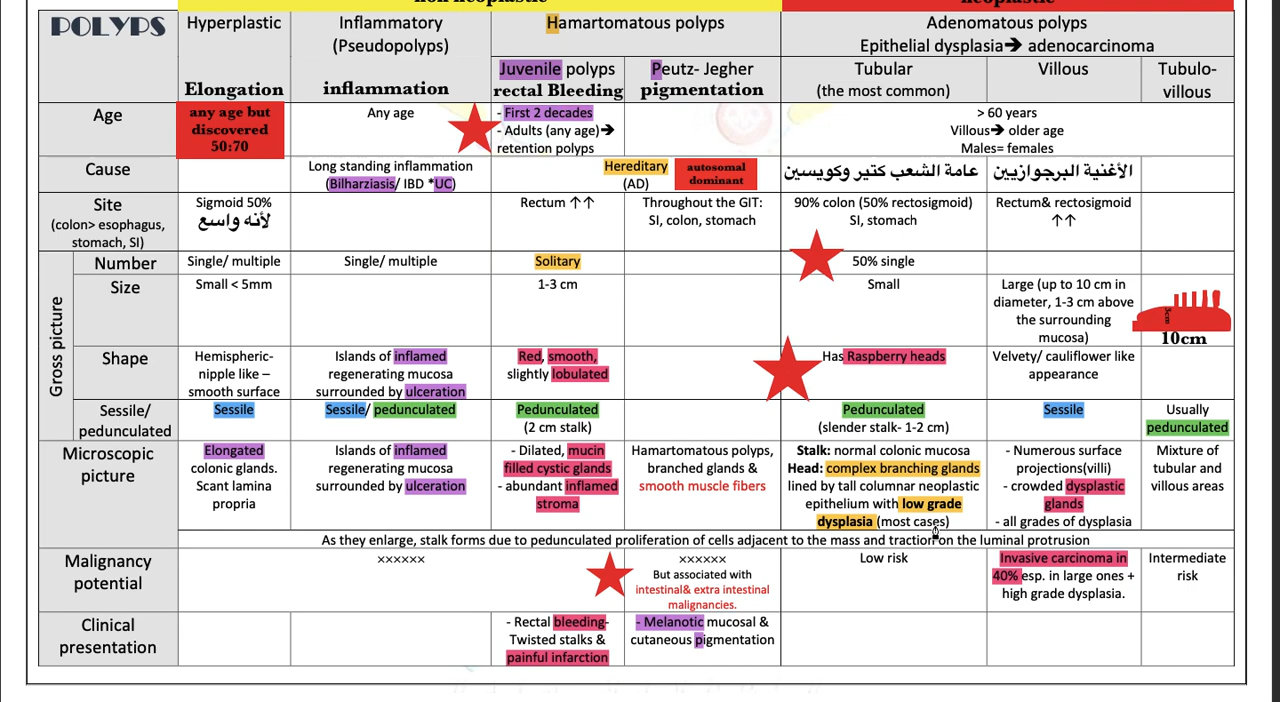 non neoplastic
neoplastic
POLYPS
Hyperplastic
Elongation
Inflammatory
(Pseudopolyps)
inflammation
Hamartomatous polyps
Adenomatous polyps
Epithelial dysplasia➔ adenocarcinoma
Juvenile polyps
rectal Bleeding
Peutz- Jegher
pigmentation
Tubular
(the most common)
Villous
Tubulo-
villous
Age
any age but
discovered
50:70
Any age
- First 2 decades
- Adults (any age)➔
retention polyps
> 60 years
Villous➔ older age
Males= females
Cause
Long standing inflammation
(Bilharziasis/ IBD *UC)
Hereditary
(AD)
autosomal
dominant
عامة الشعب كتير وكويسين
الأغنية البرجوازيين
Site
(colon> esophagus,
stomach, SI)
Sigmoid 50%
لأنه واسع
Rectum ↑↑
Throughout the GIT:
SI, colon, stomach
90% colon (50% rectosigmoid)
SI, stomach
Rectum& rectosigmoid
↑↑
Gross picture
Number
Single/ multiple
Single/ multiple
Solitary
50% single
Size
Small < 5mm
1-3 cm
Small
Large (up to 10 cm in
diameter, 1-3 cm above
the surrounding
mucosa)
3cm
10cm
Shape
Hemispheric-
nipple like –
smooth surface
Islands of inflamed
regenerating mucosa
surrounded by ulceration
Red, smooth,
slightly lobulated
Has Raspberry heads
Velvety/ cauliflower like
appearance
Sessile/
pedunculated
Sessile
Sessile/ pedunculated
Pedunculated
(2 cm stalk)
Pedunculated
(slender stalk- 1-2 cm)
Sessile
Usually
pedunculated
Microscopic
picture
Elongated
colonic glands.
Scant lamina
propria
Islands of inflamed
regenerating mucosa
surrounded by ulceration
- Dilated, mucin
filled cystic glands
- abundant inflamed
stroma
Hamartomatous polyps,
branched glands &
smooth muscle fibers
Stalk: normal colonic mucosa
Head: complex branching glands
lined by tall columnar neoplastic
epithelium with low grade
dysplasia (most cases)
- Numerous surface
projections(villi)
- crowded dysplastic
glands
- all grades of dysplasia
Mixture of
tubular and
villous areas
As they enlarge, stalk forms due to pedunculated proliferation of cells adjacent to the mass and traction on the luminal protrusion
Malignancy
potential
××××××
××××××
But associated with
intestinal& extra intestinal
malignancies.
Low risk
Invasive carcinoma in
40% esp. in large ones +
high grade dysplasia.
Intermediate
risk
Clinical
presentation
- Rectal bleeding-
Twisted stalks &
painful infarction
- Melanotic mucosal &
cutaneous pigmentation